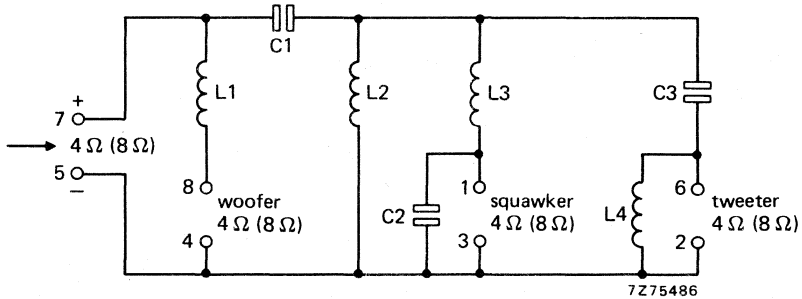 C1
L1
L2
L3
C3
+
7
4 Ω (8 Ω)
5
−
8
woofer
4 Ω (8 Ω)
4
C2
1
squawker
4 Ω (8 Ω)
3
L4
6
tweeter
4 Ω (8 Ω)
2
7Z75486